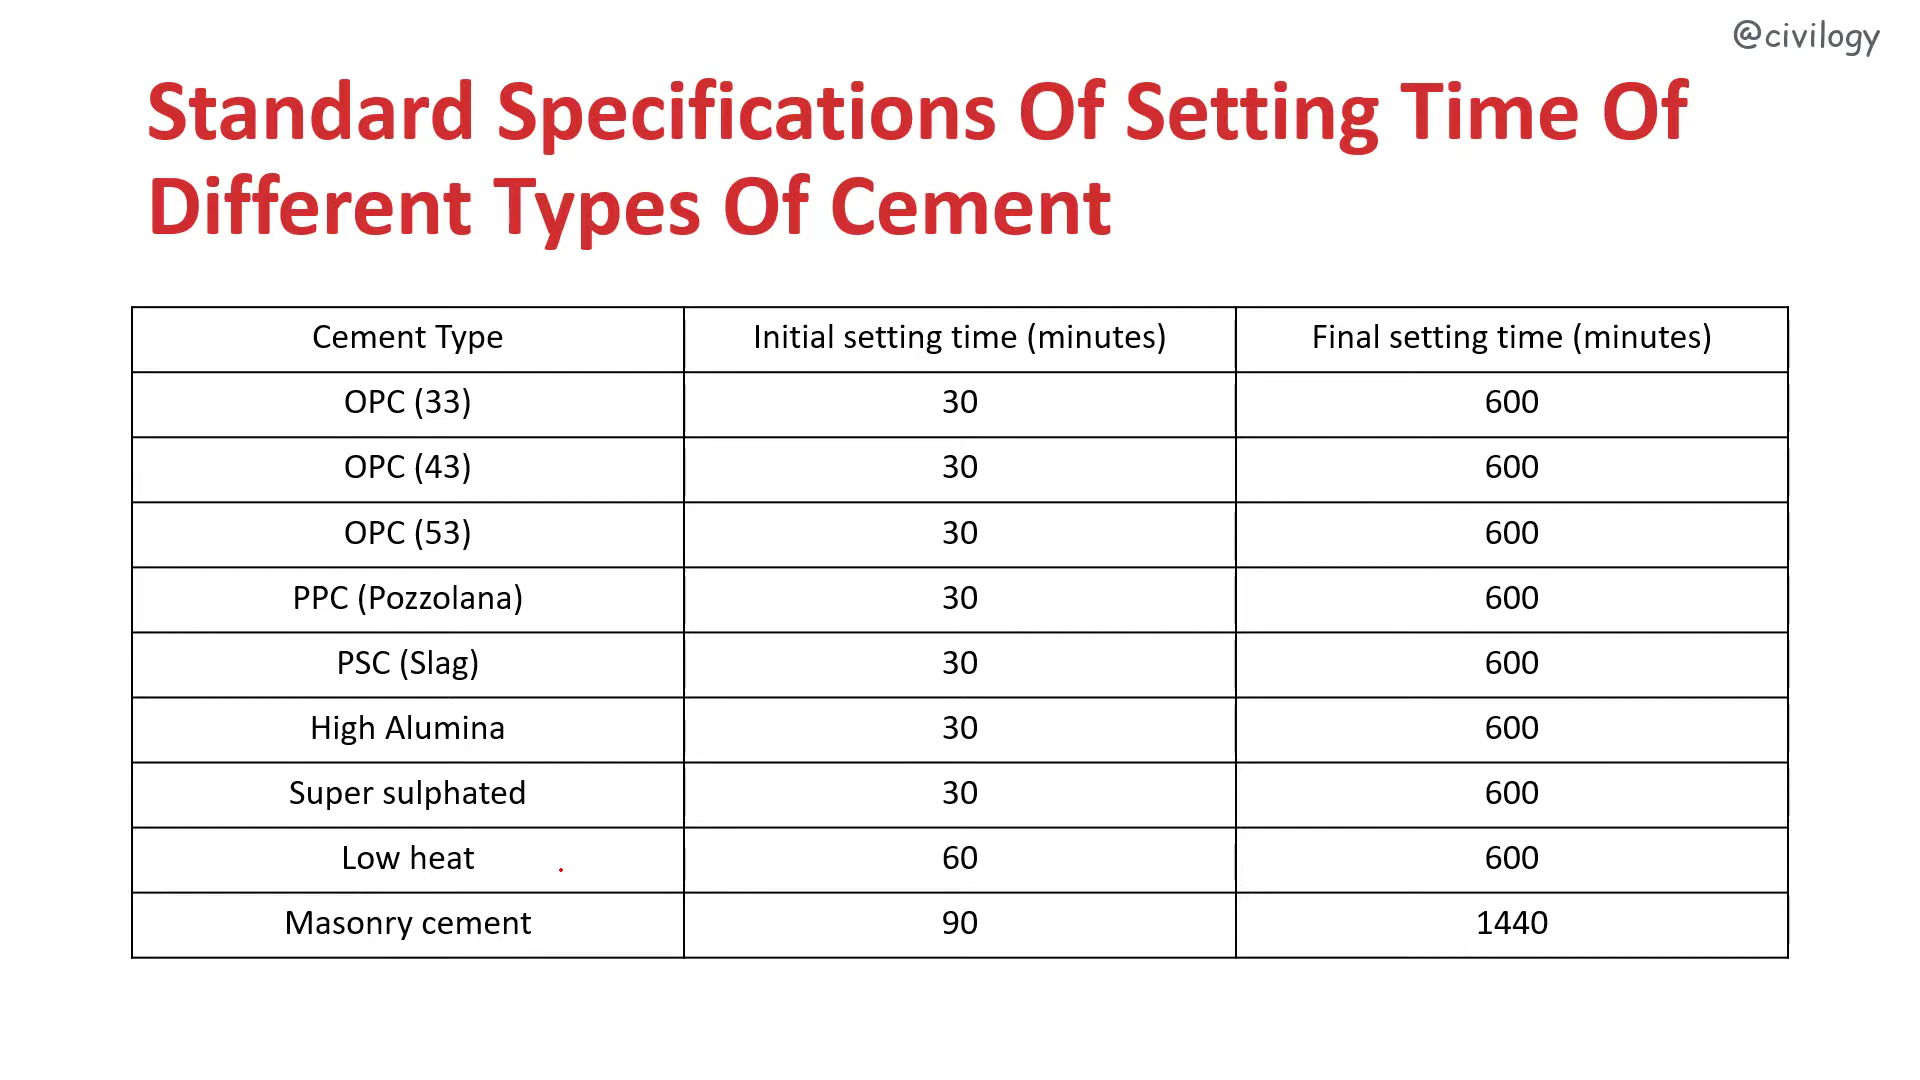 @civilogy
Standard Specifications Of Setting Time Of
Different Types Of Cement
Cement Type Initial setting time (minutes) Final setting time (minutes)
OPC (33) 30 600
OPC (43) 30 600
OPC (53) 30 600
PPC (Pozzolana) 30 600
PSC (Slag) 30 600
High Alumina 30 600
Super sulphated 30 600
Low heat 60 600
Masonry cement 90 1440